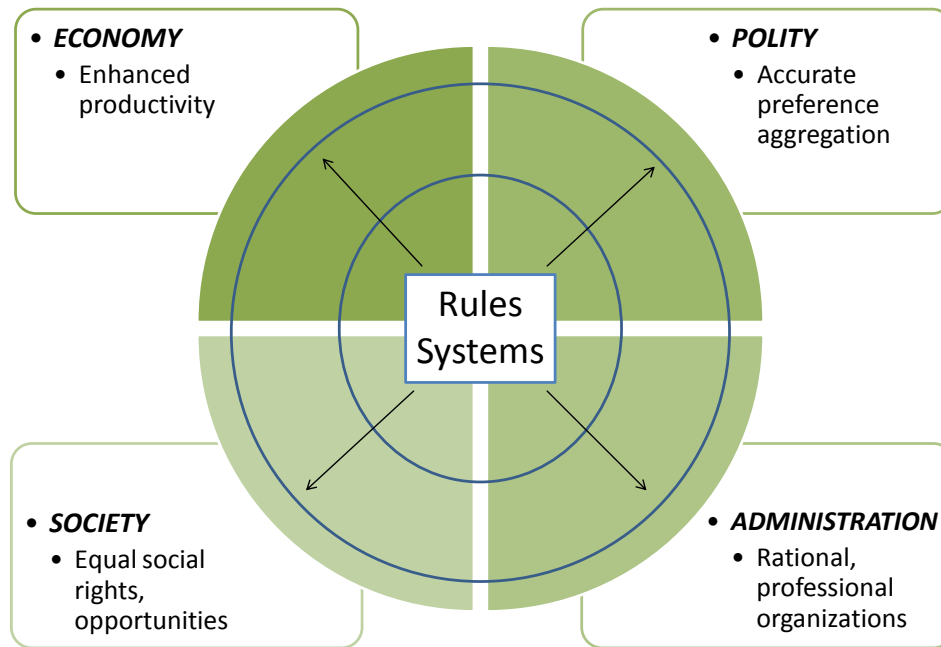 • ECONOMY
• Enhanced
productivity
• POLITY
• Accurate
preference
aggregation
Rules
Systems
• SOCIETY
• Equal social
rights,
opportunities
• ADMINISTRATION
• Rational,
professional
organizations